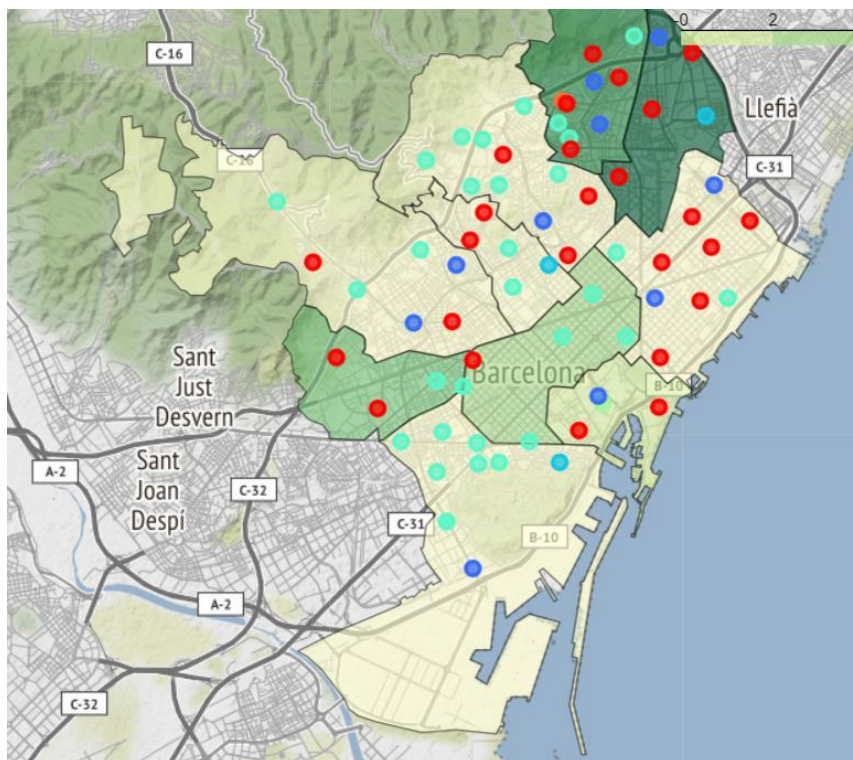 -0 2
C-16
Llefià
C-16
C-31
Sant
Just
Desvern
Barcelona
B-10
A-2
Sant
Joan
Despí
C-32
C-31
B-10
A-2
C-32